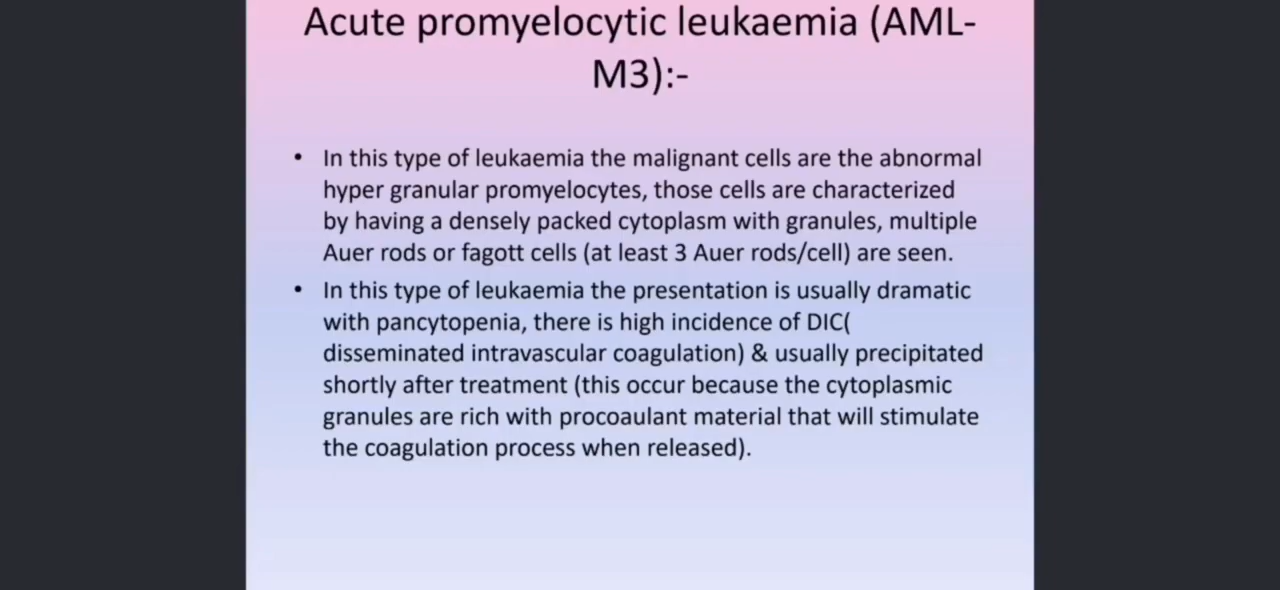 Acute promyelocytic leukaemia (AML-
M3):-
• In this type of leukaemia the malignant cells are the abnormal
hyper granular promyelocytes, those cells are characterized
by having a densely packed cytoplasm with granules, multiple
Auer rods or fagott cells (at least 3 Auer rods/cell) are seen.
• In this type of leukaemia the presentation is usually dramatic
with pancytopenia, there is high incidence of DIC(
disseminated intravascular coagulation) & usually precipitated
shortly after treatment (this occur because the cytoplasmic
granules are rich with procoaulant material that will stimulate
the coagulation process when released).